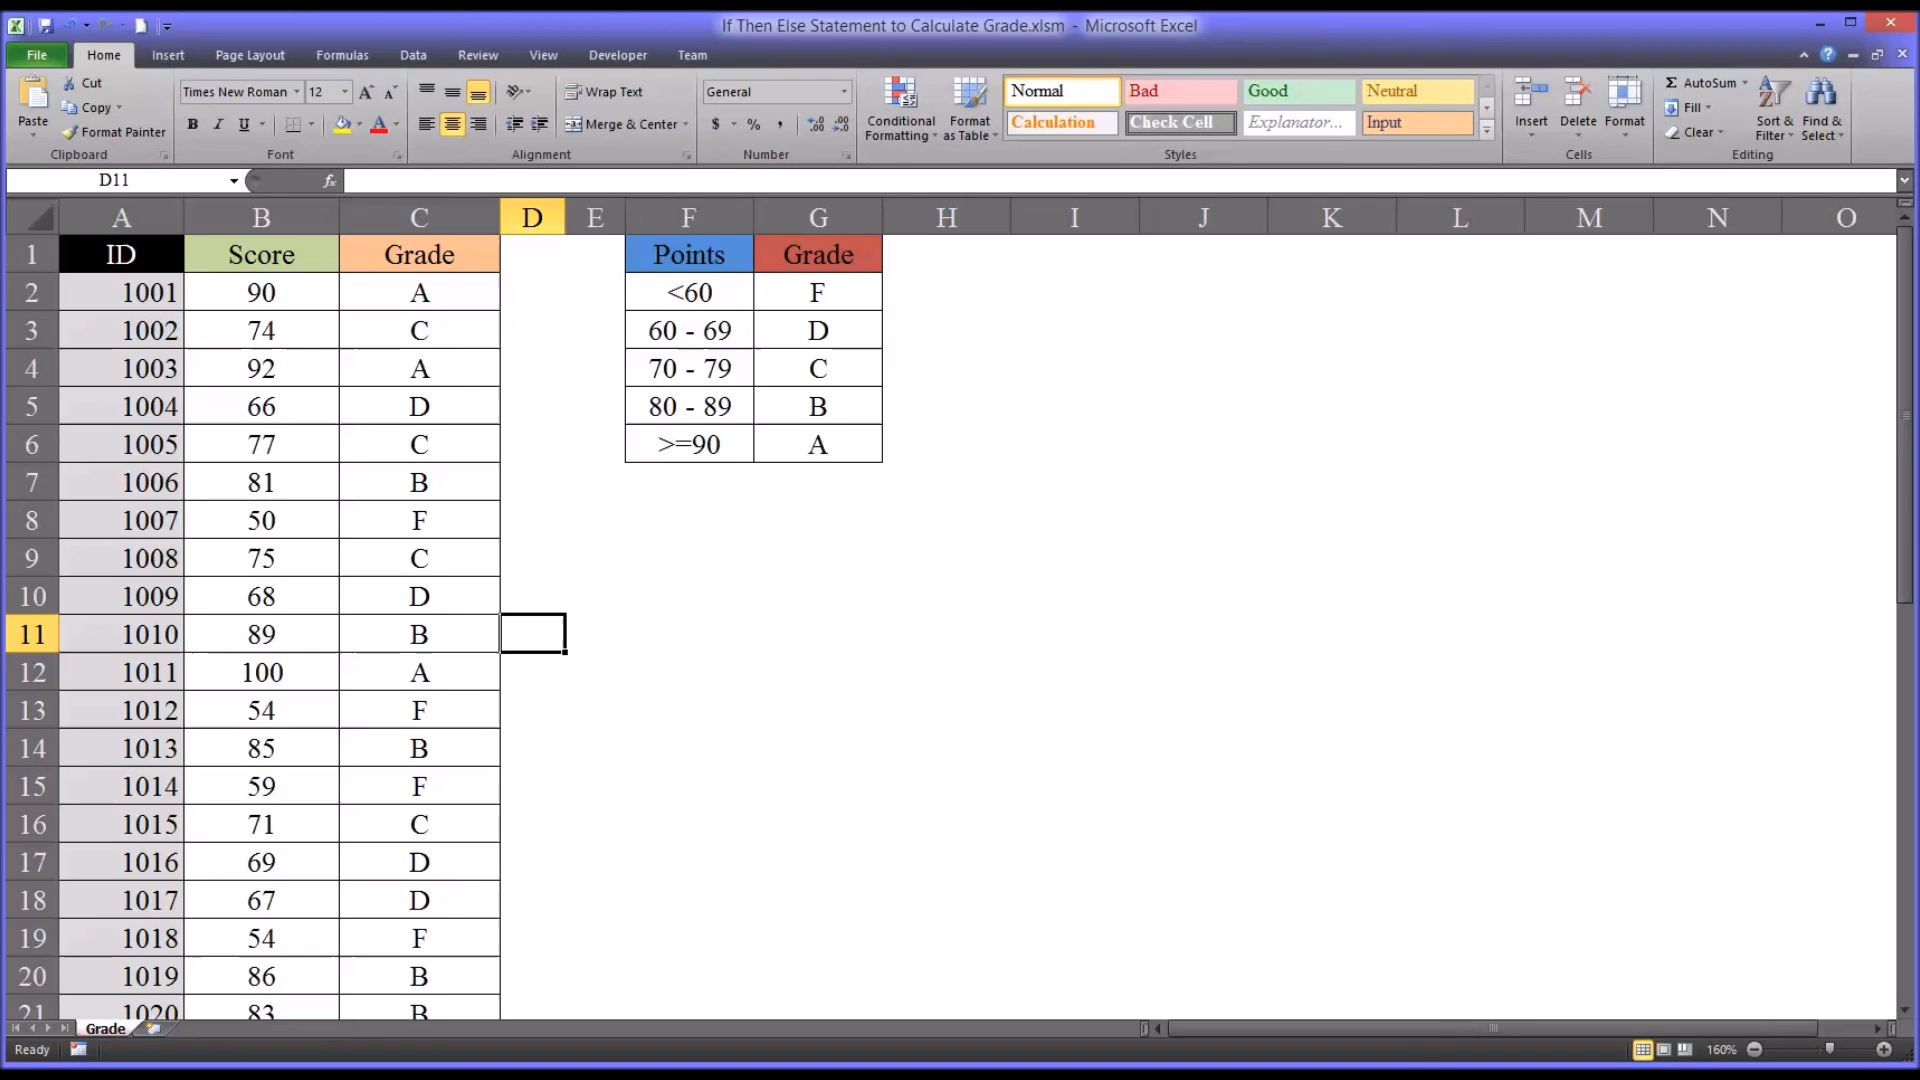 If Then Else Statement to Calculate Grade.xlsm - Microsoft Excel
File Home Insert Page Layout Formulas Data Review View Developer Team
Paste
Cut
Copy
Format Painter
Clipboard
Times New Roman 12
B I U A
Font
Wrap Text
Merge & Center
Alignment
General
$ % ,
Number
Conditional Formatting
Format as Table
Normal Bad Good Neutral
Calculation Check Cell Explanator... Input
Styles
Insert Delete Format
Cells
Σ AutoSum
Fill
Clear
Sort & Filter
Find & Select
Editing
D11 fx
A B C D E F G H I J K L M N O
1 ID Score Grade Points Grade
2 1001 90 A <60 F
3 1002 74 C 60 - 69 D
4 1003 92 A 70 - 79 C
5 1004 66 D 80 - 89 B
6 1005 77 C >=90 A
7 1006 81 B
8 1007 50 F
9 1008 75 C
10 1009 68 D
11 1010 89 B
12 1011 100 A
13 1012 54 F
14 1013 85 B
15 1014 59 F
16 1015 71 C
17 1016 69 D
18 1017 67 D
19 1018 54 F
20 1019 86 B
21 1020 83 B
Grade
Ready 160%